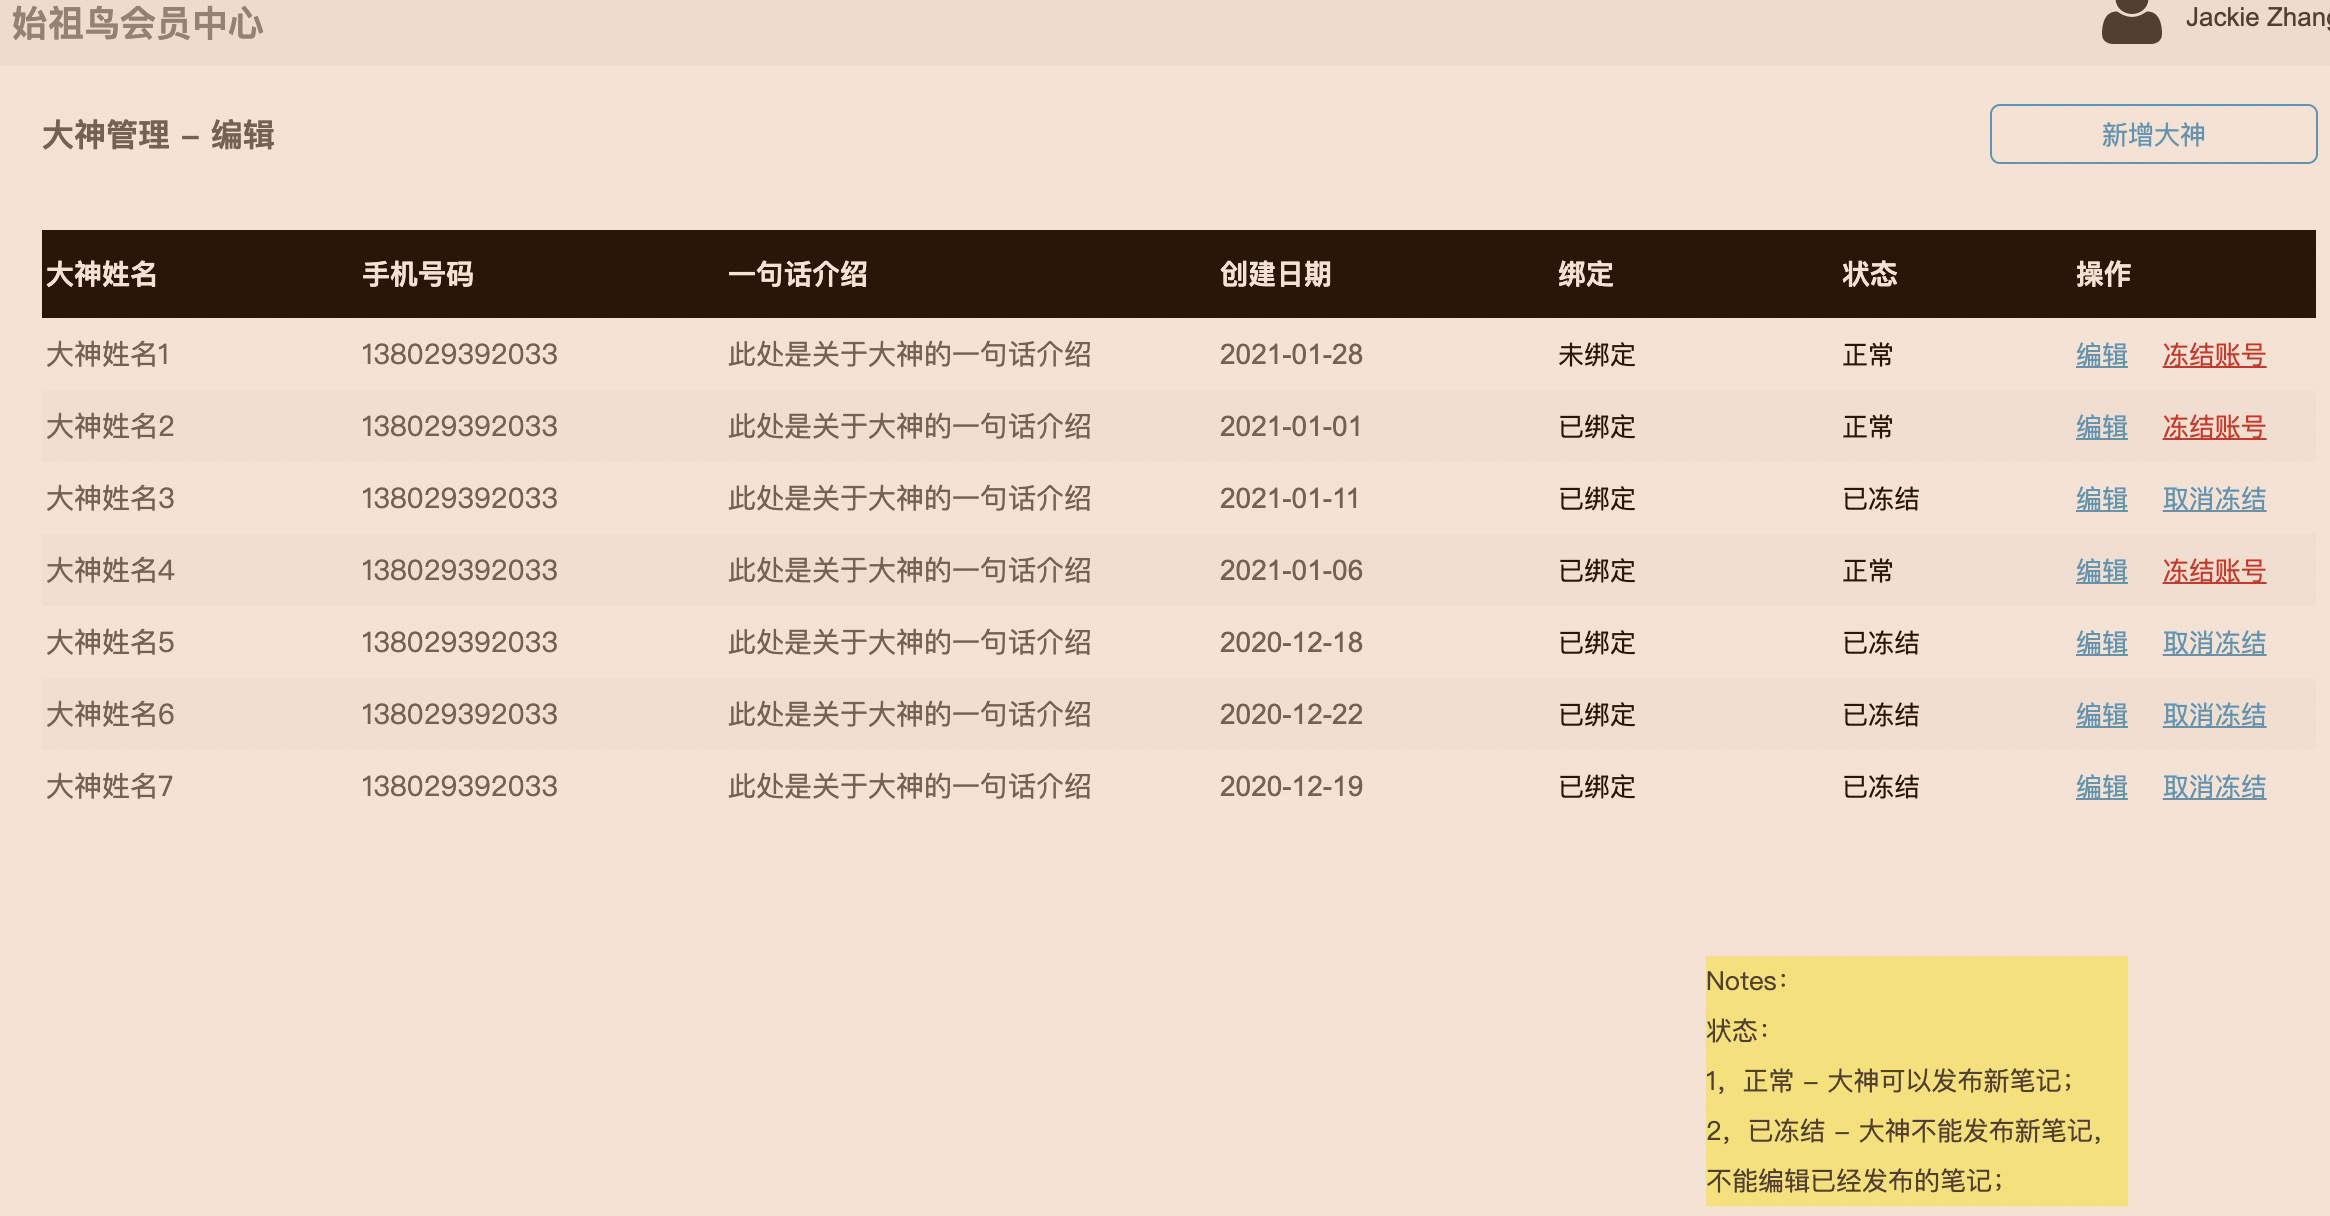 始祖鸟会员中心
Jackie Zhang
大神管理 – 编辑
新增大神
大神姓名 手机号码 一句话介绍 创建日期 绑定 状态 操作
大神姓名1 138029392033 此处是关于大神的一句话介绍 2021-01-28 未绑定 正常 编辑 冻结账号
大神姓名2 138029392033 此处是关于大神的一句话介绍 2021-01-01 已绑定 正常 编辑 冻结账号
大神姓名3 138029392033 此处是关于大神的一句话介绍 2021-01-11 已绑定 已冻结 编辑 取消冻结
大神姓名4 138029392033 此处是关于大神的一句话介绍 2021-01-06 已绑定 正常 编辑 冻结账号
大神姓名5 138029392033 此处是关于大神的一句话介绍 2020-12-18 已绑定 已冻结 编辑 取消冻结
大神姓名6 138029392033 此处是关于大神的一句话介绍 2020-12-22 已绑定 已冻结 编辑 取消冻结
大神姓名7 138029392033 此处是关于大神的一句话介绍 2020-12-19 已绑定 已冻结 编辑 取消冻结
Notes：
状态：
1，正常 – 大神可以发布新笔记；
2，已冻结 – 大神不能发布新笔记，
不能编辑已经发布的笔记；